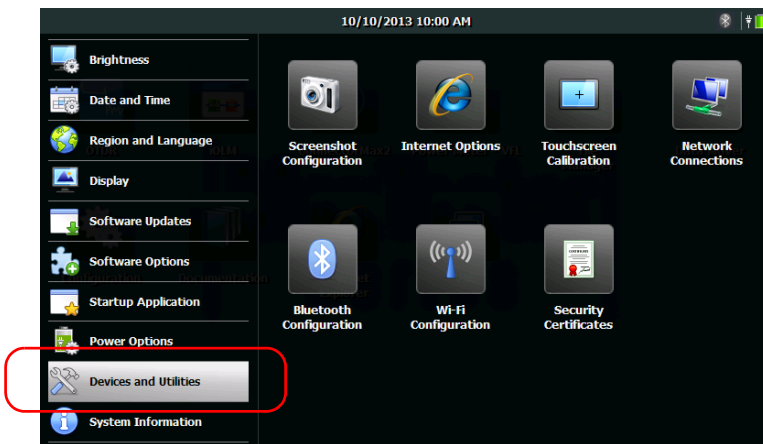 10/10/2013 10:00 AM
Brightness
Date and Time
Region and Language
Display
Software Updates
Software Options
Startup Application
Power Options
Devices and Utilities
System Information
Screenshot
Configuration
Internet Options
Touchscreen
Calibration
Network
Connections
Bluetooth
Configuration
Wi-Fi
Configuration
Security
Certificates